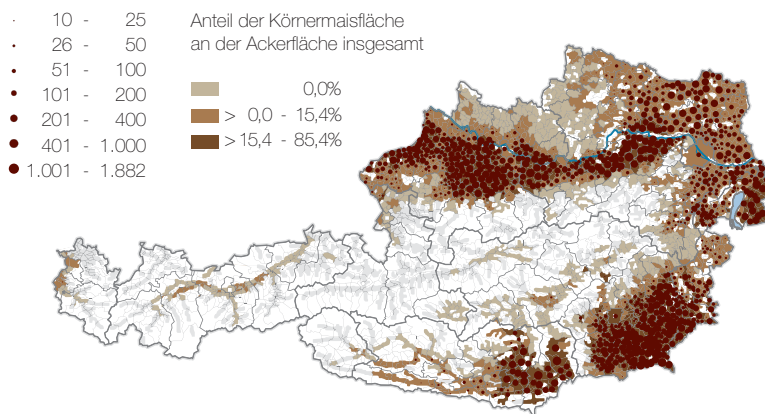 10 - 25
26 - 50
51 - 100
101 - 200
201 - 400
401 - 1.000
1.001 - 1.882
Anteil der Körnermaisfläche
an der Ackerfläche insgesamt
0,0%
> 0,0 - 15,4%
> 15,4 - 85,4%